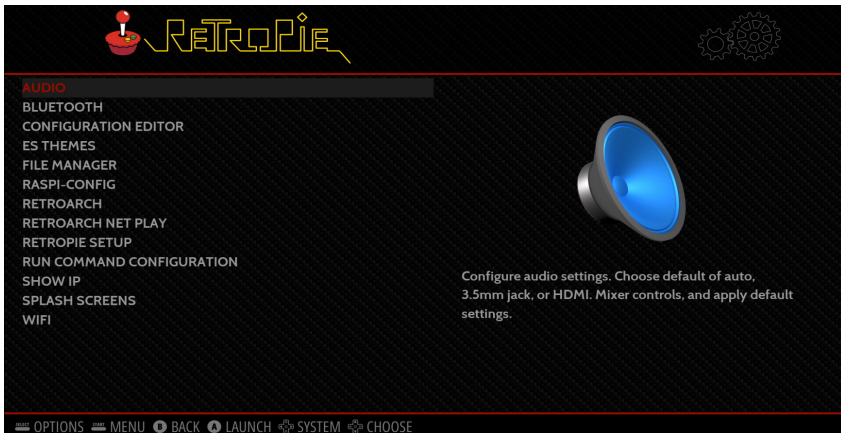 RETROPIE
AUDIO
BLUETOOTH
CONFIGURATION EDITOR
ES THEMES
FILE MANAGER
RASPI-CONFIG
RETROARCH
RETROARCH NET PLAY
RETROPIE SETUP
RUN COMMAND CONFIGURATION
SHOW IP
SPLASH SCREENS
WIFI
Configure audio settings. Choose default of auto,
3.5mm jack, or HDMI. Mixer controls, and apply default
settings.
SELECT OPTIONS START MENU B BACK A LAUNCH SYSTEM CHOOSE